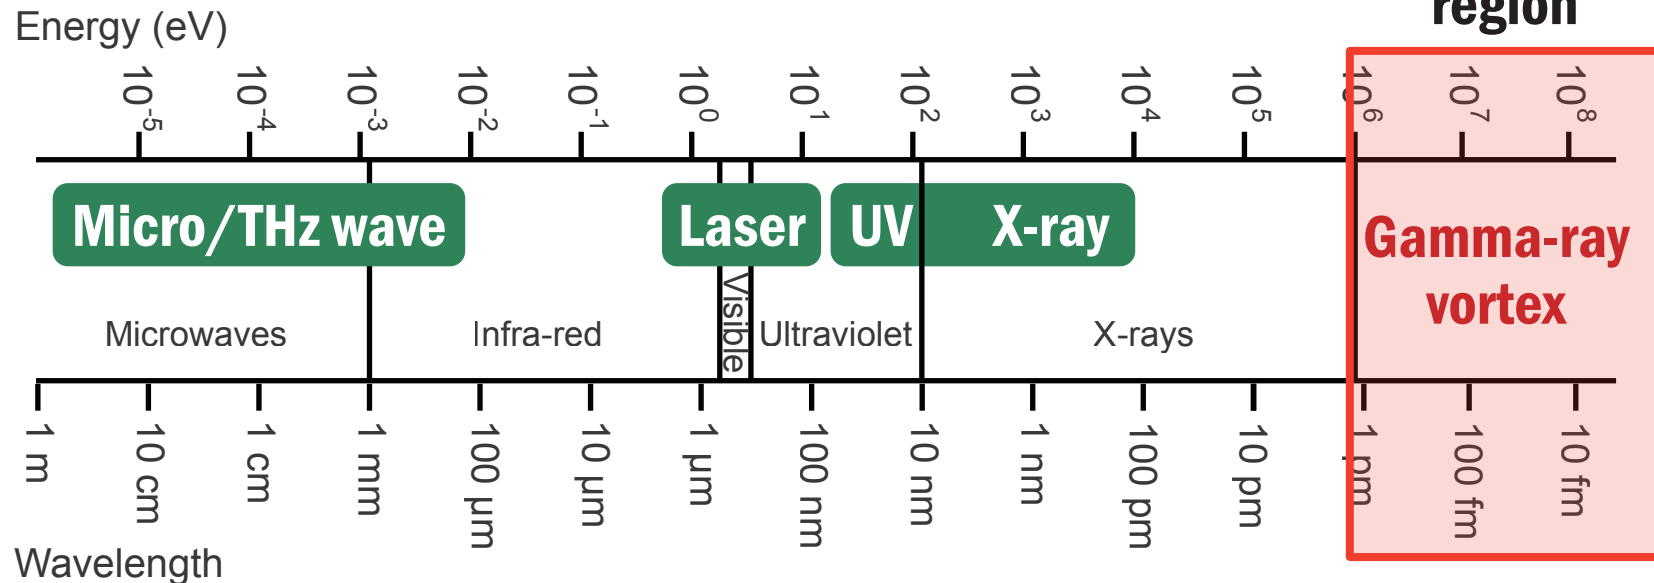 region
Energy (eV)
10⁻⁵ 10⁻⁴ 10⁻³ 10⁻² 10⁻¹ 10⁰ 10¹ 10² 10³ 10⁴ 10⁵ 10⁶ 10⁷ 10⁸
Micro/THz wave Laser UV X-ray
Gamma-ray
vortex
Microwaves Infra-red Visible Ultraviolet X-rays
1 m 10 cm 1 cm 1 mm 100 μm 10 μm 1 μm 100 nm 10 nm 1 nm 100 pm 10 pm 1 pm 100 fm 10 fm
Wavelength